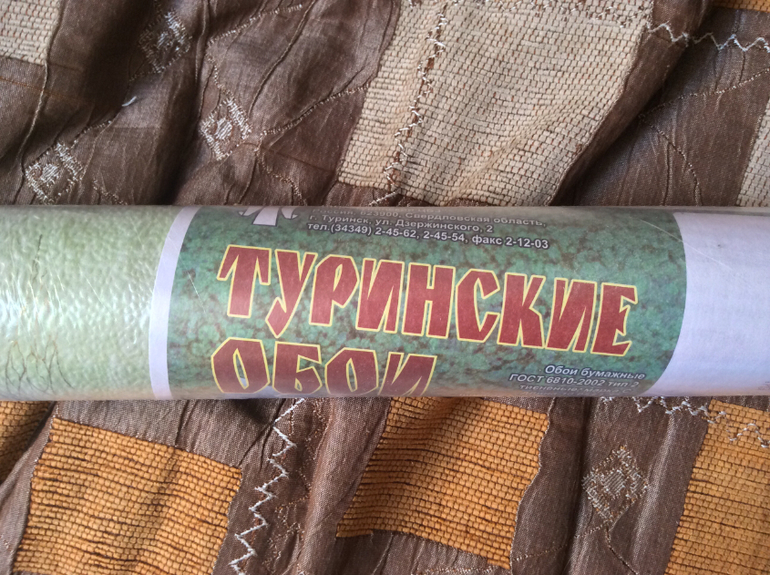 623900, Свердловская область,
г. Туринск, ул. Дзержинского, 2
тел.(34349) 2-45-62, 2-45-54, факс 2-12-03
ТУРИНСКИЕ
ОБОИ
Обои бумажные
ГОСТ 6810-2002 тип 2